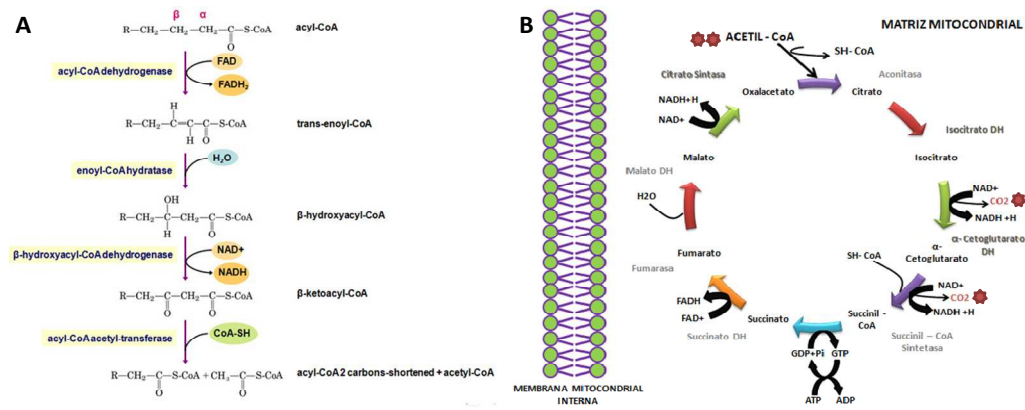 A
β α
R—CH₂—CH₂—CH₂—C—S-CoA
O
acyl-CoA
acyl-CoA dehydrogenase
FAD
FADH₂
H
R—CH₂—C=C—C—S-CoA
H O
trans-enoyl-CoA
enoyl-CoA hydratase
H₂O
OH
R—CH₂—C—CH₂—C—S-CoA
H O
β-hydroxyacyl-CoA
β-hydroxyacyl-CoA dehydrogenase
NAD+
NADH
R—CH₂—C—CH₂—C—S-CoA
O O
β-ketoacyl-CoA
acyl-CoA acetyl-transferase
CoA-SH
R—CH₂—C—S-CoA + CH₃—C—S-CoA
O O
acyl-CoA 2 carbons-shortened + acetyl-CoA
B
MATRIZ MITOCONDRIAL
ACETIL - CoA
SH- CoA
Citrato Sintasa
Oxalacetato
Citrato
Aconitasa
NADH+H
NAD+
Isocitrato DH
Isocitrato
Malato
Malato DH
NAD+
CO2
NADH +H
H2O
α- Cetoglutarato
DH
α-
Cetoglutarato
Fumarato
Fumarasa
SH- CoA
NAD+
CO2
NADH +H
FADH
FAD+
Succinato
Succinil -
CoA
Succinato DH
Succinil – CoA
Sintetasa
GDP+Pi GTP
ATP ADP
MEMBRANA MITOCONDRIAL
INTERNA